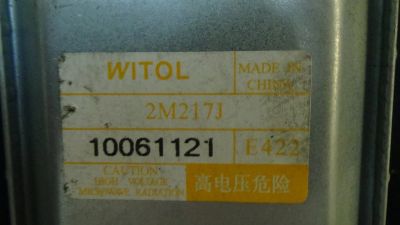 WITOL
MADE IN
CHINA
2M217J
10061121
E422
CAUTION
HIGH VOLTAGE
MICROWAVE RADIATION
高电压危险